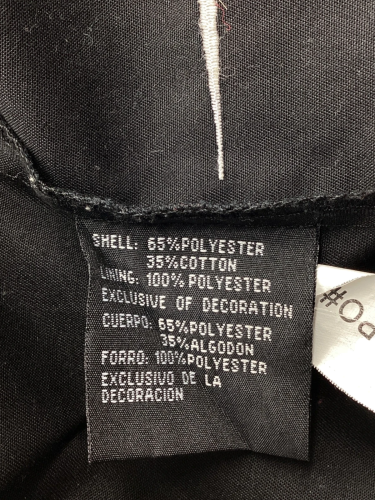 SHELL: 65%POLYESTER
35%COTTON
LINING: 100% POLYESTER
EXCLUSIVE OF DECORATION
CUERPO: 65%POLYESTER
35%ALGODON
FORRO: 100%POLYESTER
EXCLUSIVO DE LA
DECORACIÓN